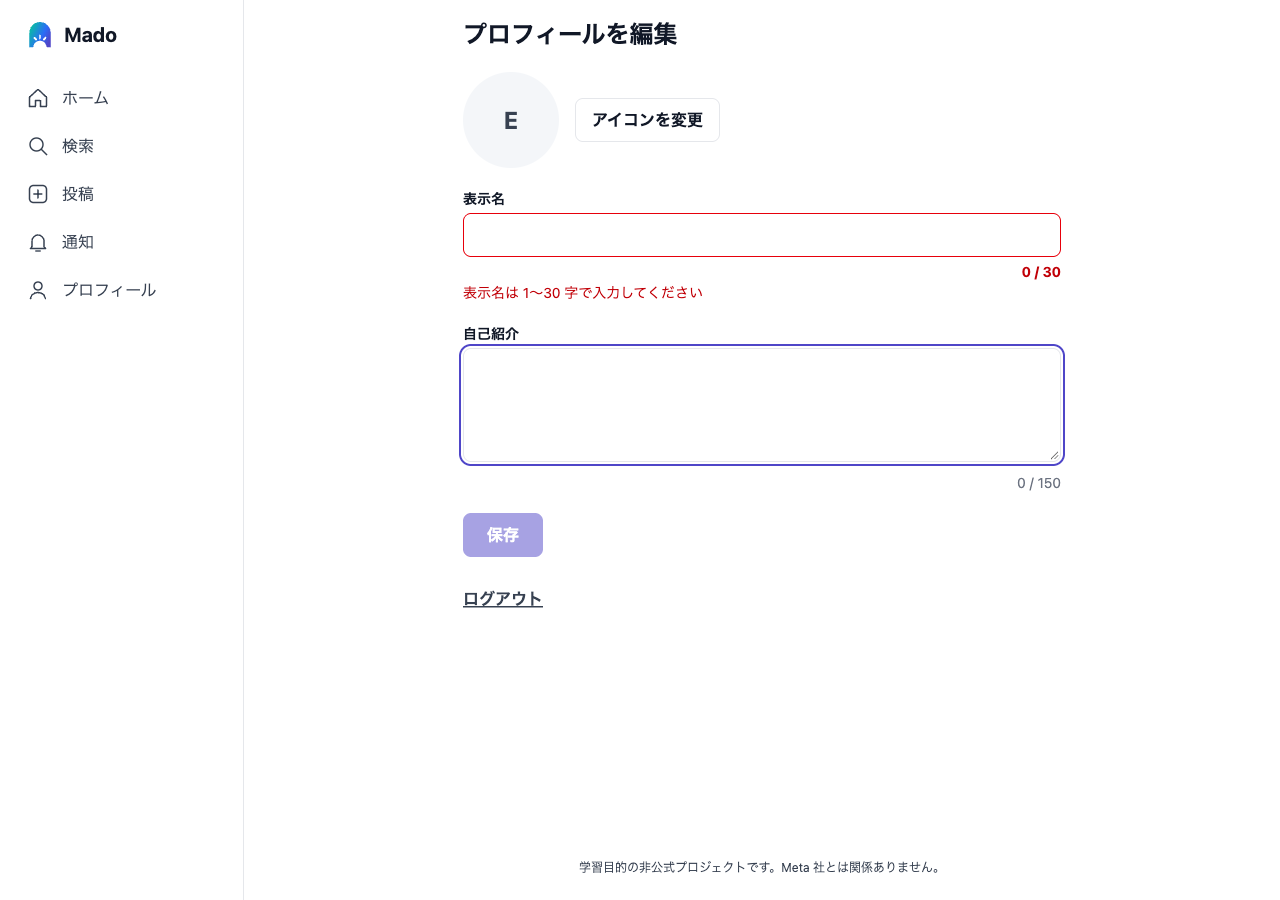 Mado
ホーム
検索
投稿
通知
プロフィール
プロフィールを編集
E
アイコンを変更
表示名
0 / 30
表示名は 1〜30 字で入力してください
自己紹介
0 / 150
保存
ログアウト
学習目的の非公式プロジェクトです。Meta 社とは関係ありません。